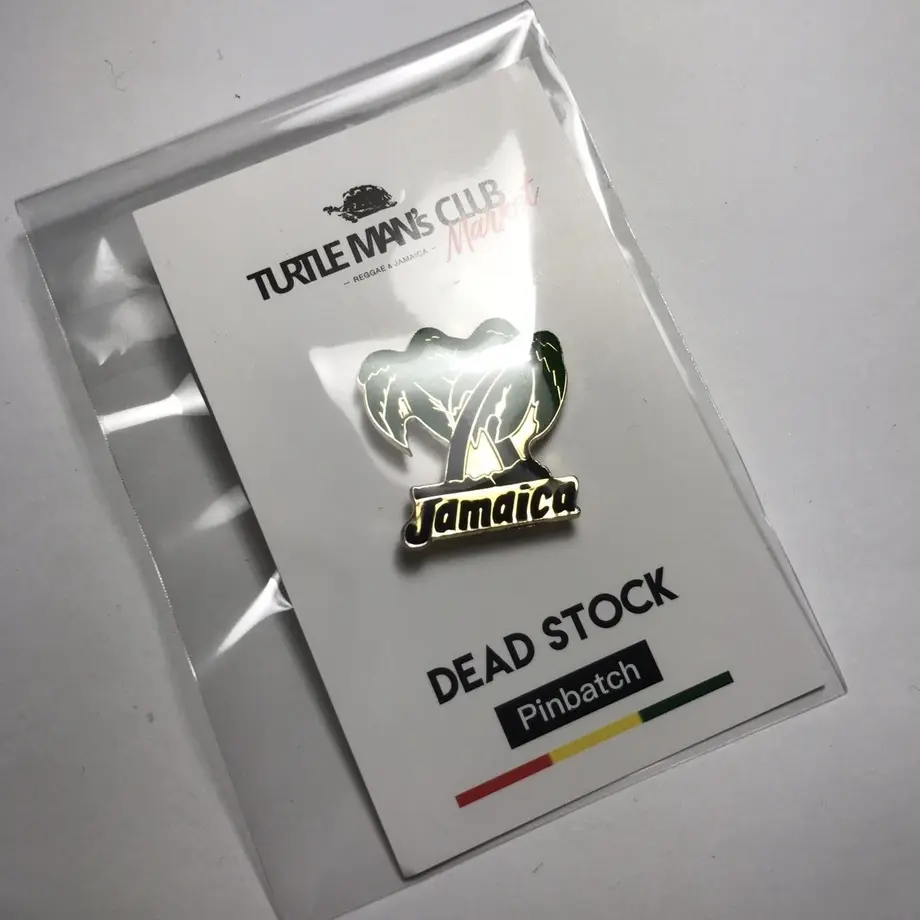 TURTLE MAN's CLUB
Market
– REGGAE & JAMAICA –
Jamaica
DEAD STOCK
Pinbatch